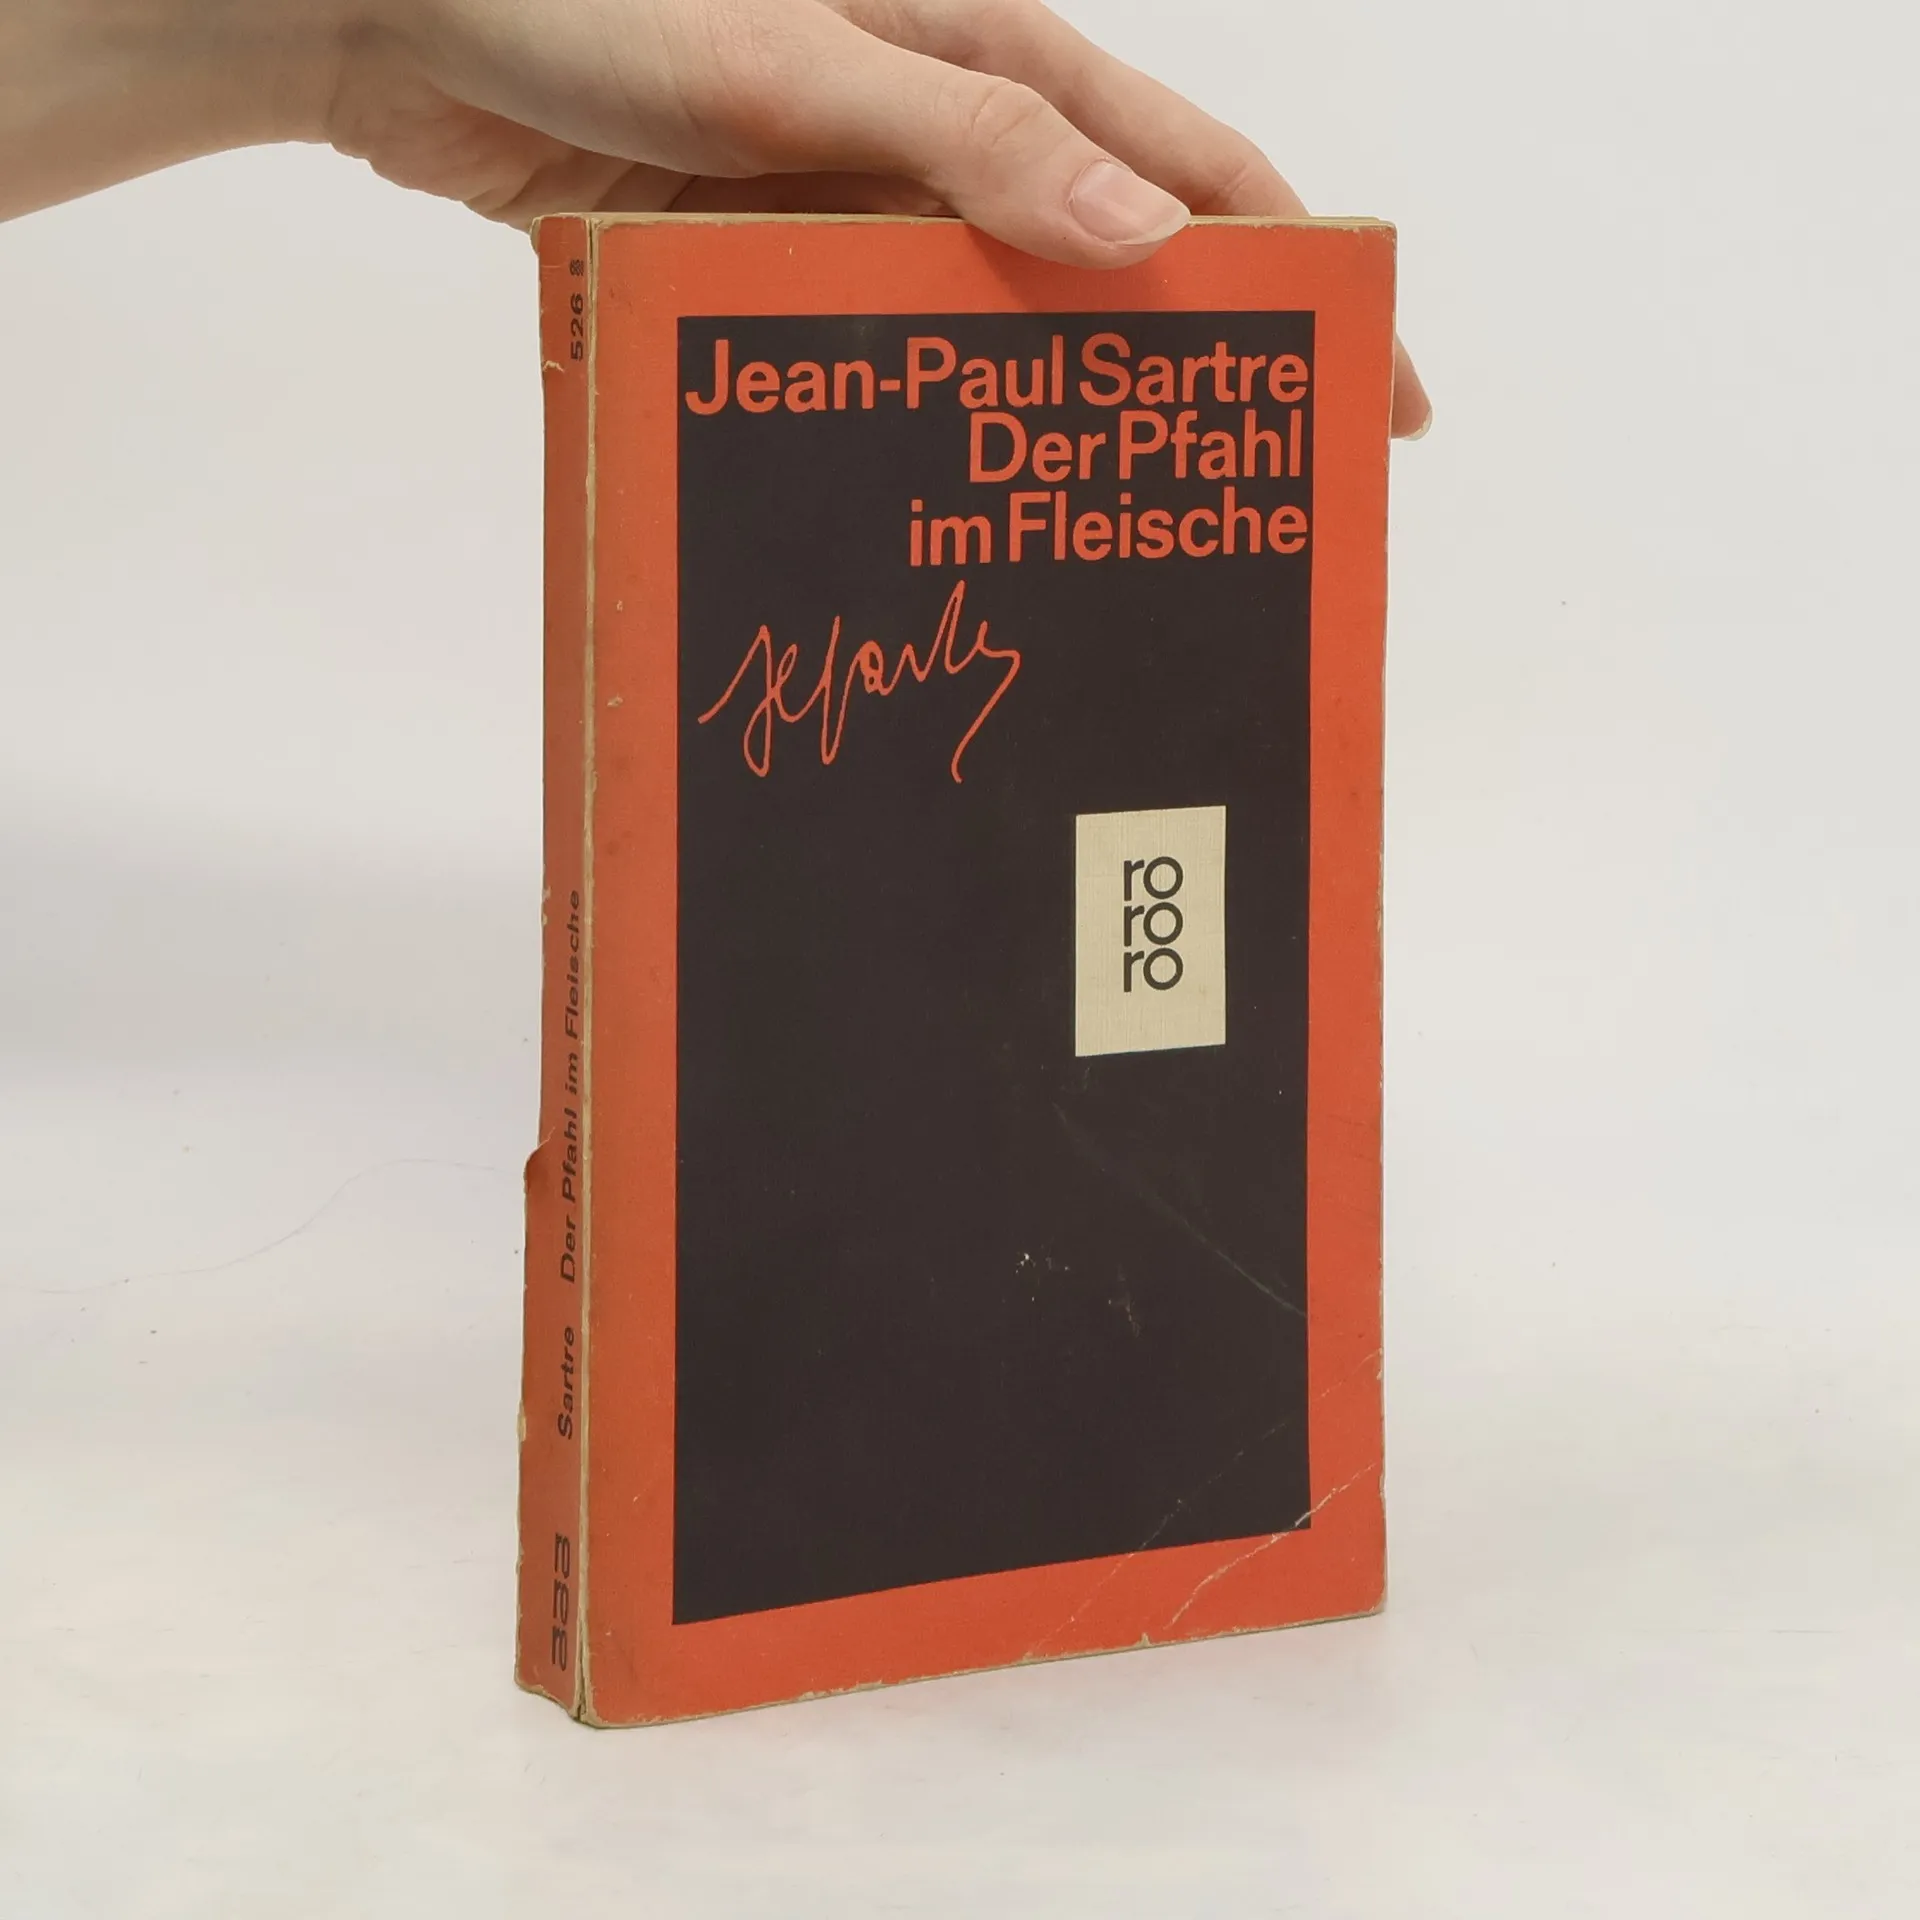 Jean-Paul Sartre
Der Pfahl
im Fleische
ro
ro
ro
Sartre Der Pfahl im Fleische
526